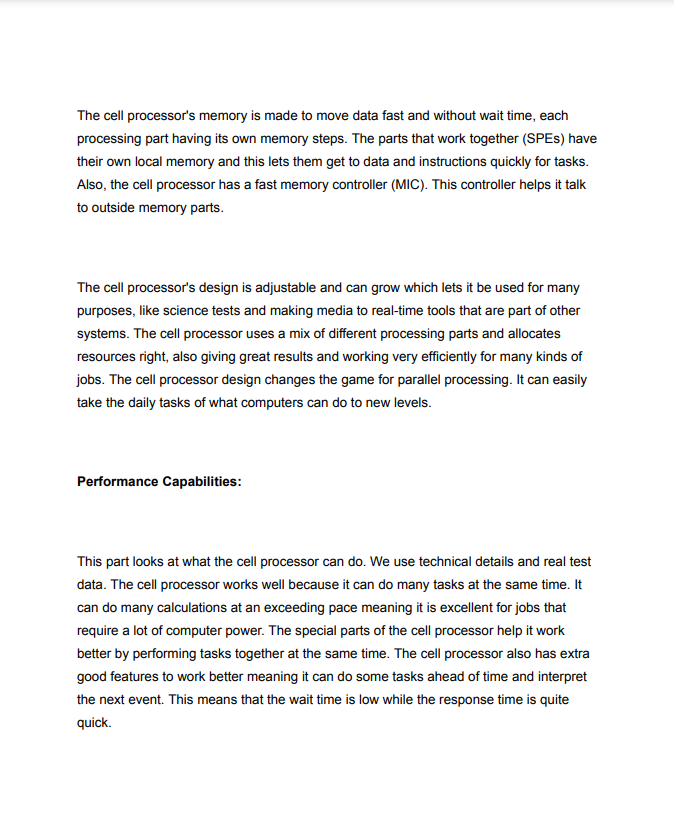 The cell processor's memory is made to move data fast and without wait time, each
processing part having its own memory steps. The parts that work together (SPEs) have
their own local memory and this lets them get to data and instructions quickly for tasks.
Also, the cell processor has a fast memory controller (MIC). This controller helps it talk
to outside memory parts.
The cell processor's design is adjustable and can grow which lets it be used for many
purposes, like science tests and making media to real-time tools that are part of other
systems. The cell processor uses a mix of different processing parts and allocates
resources right, also giving great results and working very efficiently for many kinds of
jobs. The cell processor design changes the game for parallel processing. It can easily
take the daily tasks of what computers can do to new levels.
Performance Capabilities:
This part looks at what the cell processor can do. We use technical details and real test
data. The cell processor works well because it can do many tasks at the same time. It
can do many calculations at an exceeding pace meaning it is excellent for jobs that
require a lot of computer power. The special parts of the cell processor help it work
better by performing tasks together at the same time. The cell processor also has extra
good features to work better meaning it can do some tasks ahead of time and interpret
the next event. This means that the wait time is low while the response time is quite
quick.